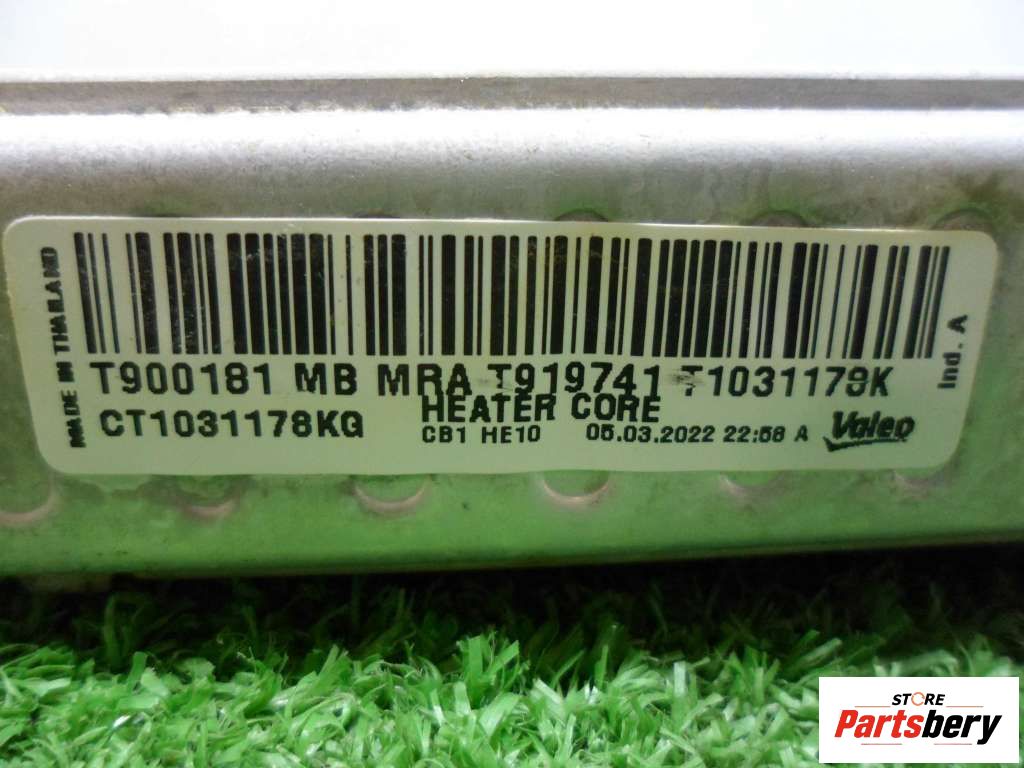 MADE IN THAILAND
T900181 MB MRA T919741 T1031179K
CT1031178KG
HEATER CORE
CB1 HE10 05.03.2022 22:58 A
Valeo
Ind. A
STORE
Partsbery